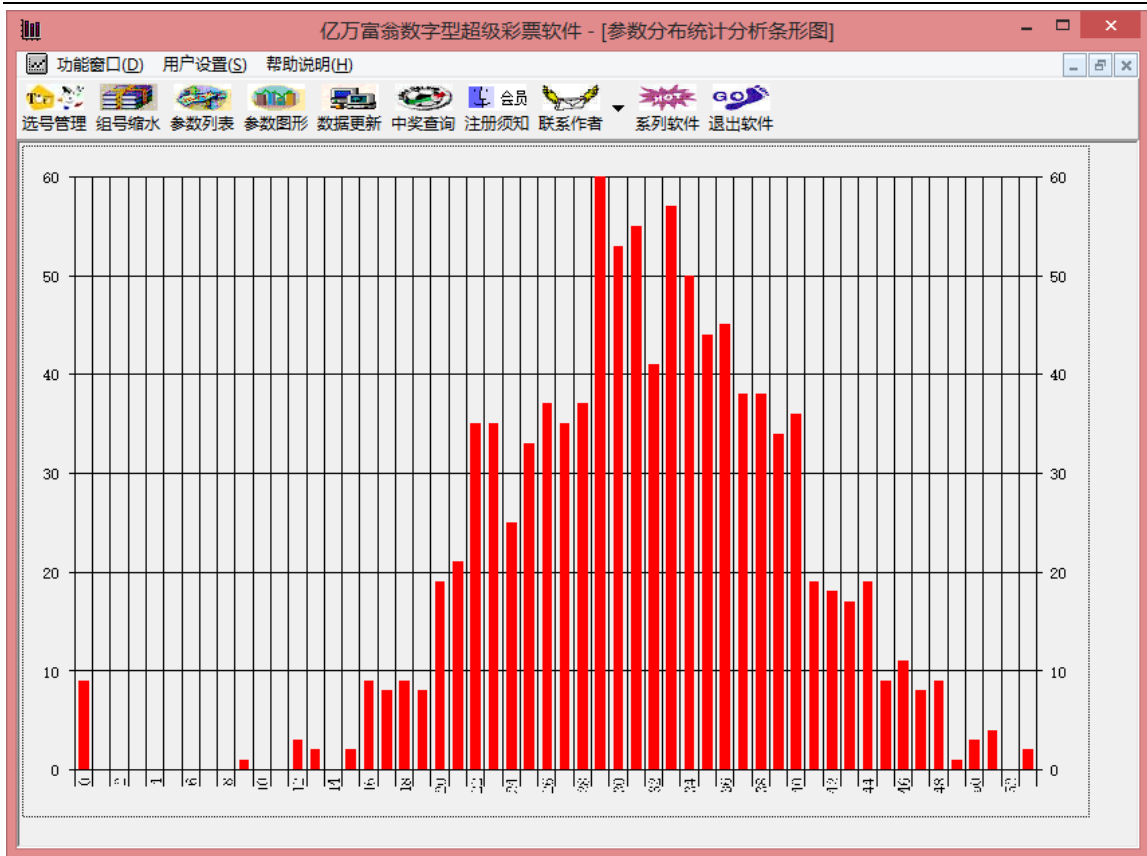 亿万富翁数字型超级彩票软件 - [参数分布统计分析条形图]
功能窗口(D) 用户设置(S) 帮助说明(H)
会员
选号管理 组号缩水 参数列表 参数图形 数据更新 中奖查询 注册须知 联系作者 系列软件 退出软件
60 60
50 50
40 40
30 30
20 20
10 10
0 0
0 2 4 6 8 10 12 14 16 18 20 22 24 26 28 30 32 34 36 38 40 42 44 46 48 50 52